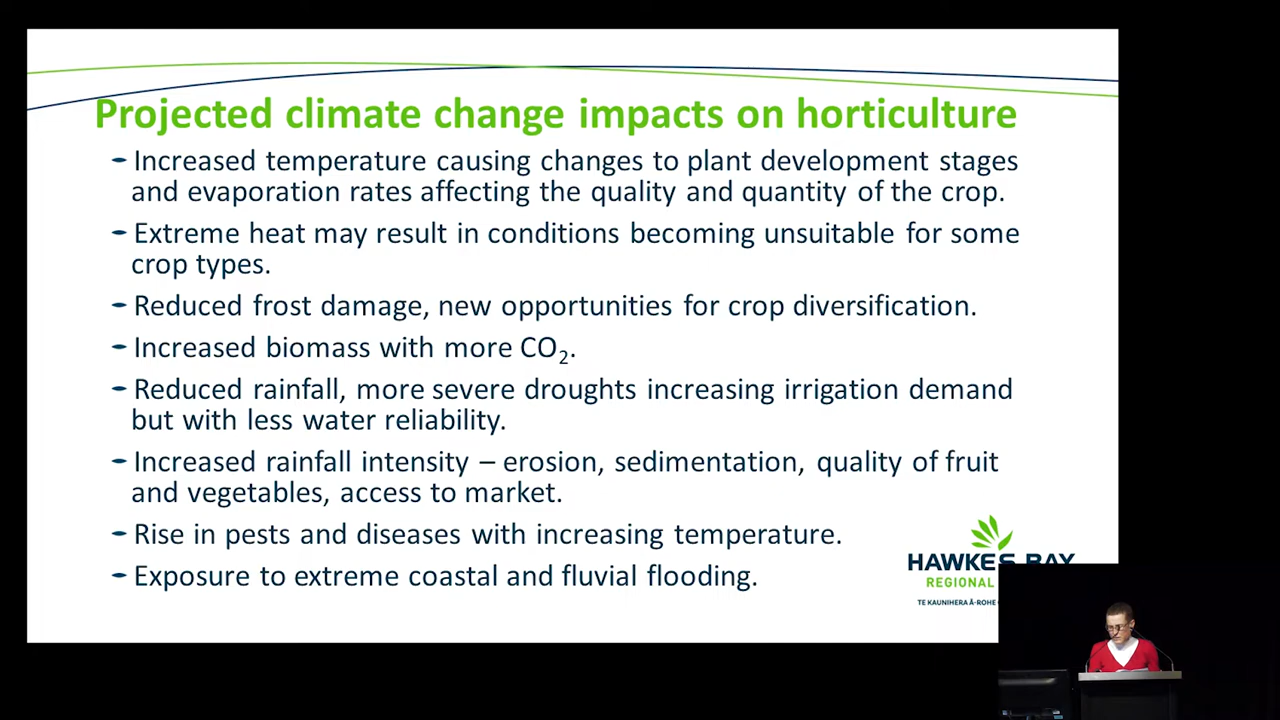 Projected climate change impacts on horticulture
Increased temperature causing changes to plant development stages
and evaporation rates affecting the quality and quantity of the crop.
Extreme heat may result in conditions becoming unsuitable for some
crop types.
Reduced frost damage, new opportunities for crop diversification.
Increased biomass with more CO₂.
Reduced rainfall, more severe droughts increasing irrigation demand
but with less water reliability.
Increased rainfall intensity – erosion, sedimentation, quality of fruit
and vegetables, access to market.
Rise in pests and diseases with increasing temperature.
Exposure to extreme coastal and fluvial flooding.
HAWKES BAY
REGIONAL
TE KAUNIHERA Ā-ROHE